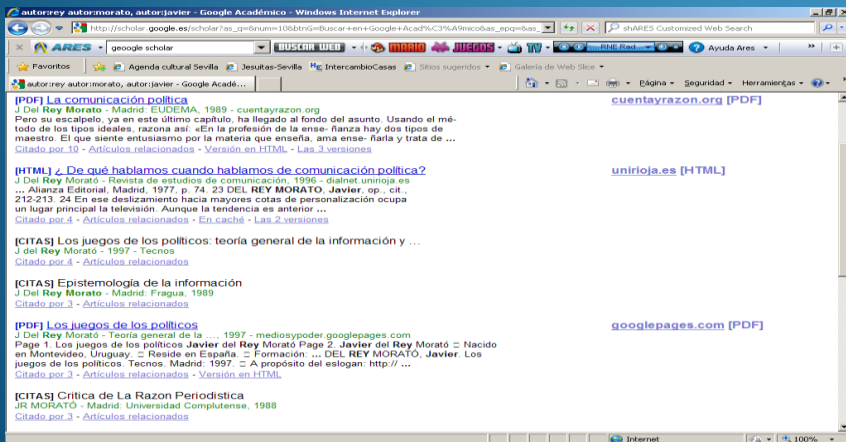 autor:rey autor:morato, autor:javier - Google Académico - Windows Internet Explorer
http://scholar.google.es/scholar?as_q=&num=10&btnG=Buscar+en+Google+Acad%C3%A9mico&as_epq=&as_
shARES Customized Web Search
ARES geoogle scholar BUSCAR WEB MARIO JUEGOS TV RNE Rad Ayuda Ares
Favoritos Agenda cultural Sevilla Jesuitas-Sevilla IntercambioCasas Sitios sugeridos Galería de Web Slice
autor:rey autor:morato, autor:javier - Google Acadé... Página Seguridad Herramientas
[PDF] La comunicación política cuentayrazon.org [PDF]
J Del Rey Morato - Madrid: EUDEMA, 1989 - cuentayrazon.org
Pero su escalpelo, ya en este último capítulo, ha llegado al fondo del asunto. Usando el mé-
todo de los tipos ideales, razona así: «En la profesión de la ense- ñanza hay dos tipos de
maestro. El que siente entusiasmo por la materia que enseña, ama ense- ñarla y trata de ...
Citado por 10 - Artículos relacionados - Versión en HTML - Las 3 versiones
[HTML] ¿ De qué hablamos cuando hablamos de comunicación política? unirioja.es [HTML]
J Del Rey Morató - Revista de estudios de comunicación, 1996 - dialnet.unirioja.es
... Alianza Editorial, Madrid, 1977, p. 74. 23 DEL REY MORATO, Javier, op., cit.,
212-213. 24 En ese deslizamiento hacia mayores cotas de personalización ocupa
un lugar principal la televisión. Aunque la tendencia es anterior ...
Citado por 4 - Artículos relacionados - En caché - Las 2 versiones
[CITAS] Los juegos de los políticos: teoría general de la información y ...
J del Rey Morató - 1997 - Tecnos
Citado por 4 - Artículos relacionados
[CITAS] Epistemología de la información
J Del Rey Morato - Madrid: Fragua, 1989
Citado por 3 - Artículos relacionados
[PDF] Los juegos de los políticos googlepages.com [PDF]
J Del Rey Morató - Teoría general de la ..., 1997 - mediosypoder.googlepages.com
Page 1. Los juegos de los políticos Javier del Rey Morató Page 2. Javier del Rey Morató □ Nacido
en Montevideo, Uruguay. □ Reside en España. □ Formación: ... DEL REY MORATÓ, Javier. Los
juegos de los políticos. Tecnos. Madrid: 1997. □ A propósito del eslogan: http:// ...
Citado por 3 - Artículos relacionados - Versión en HTML
[CITAS] Critica de La Razon Periodistica
JR MORATÓ - Madrid: Universidad Complutense, 1988
Citado por 3 - Artículos relacionados
Internet 100%